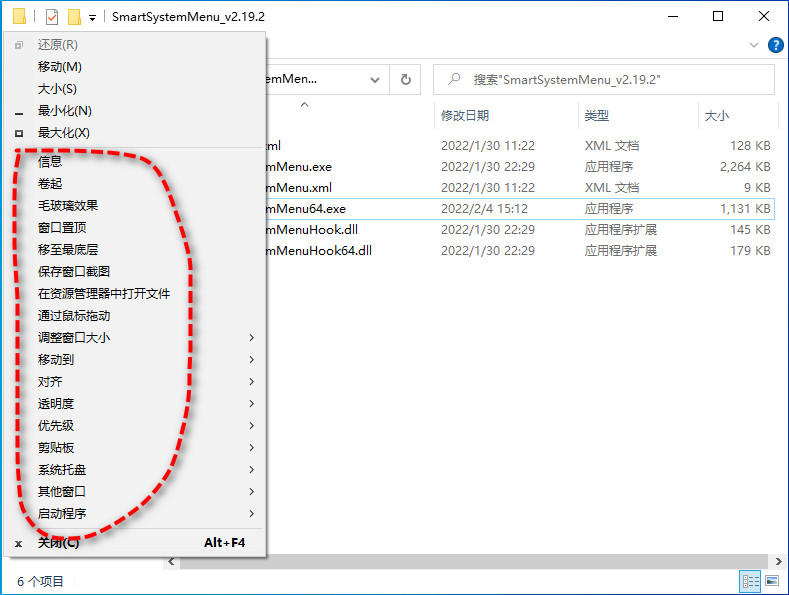 SmartSystemMenu_v2.19.2
还原(R)
移动(M)
大小(S)
最小化(N)
最大化(X)
信息
卷起
毛玻璃效果
窗口置顶
移至最底层
保存窗口截图
在资源管理器中打开文件
通过鼠标拖动
调整窗口大小
移动到
对齐
透明度
优先级
剪贴板
系统托盘
其他窗口
启动程序
关闭(C) Alt+F4
emMen... 搜索"SmartSystemMenu_v2.19.2"
修改日期 类型 大小
ml 2022/1/30 11:22 XML 文档 128 KB
mMenu.exe 2022/1/30 22:29 应用程序 2,264 KB
mMenu.xml 2022/1/30 11:22 XML 文档 9 KB
mMenu64.exe 2022/2/4 15:12 应用程序 1,131 KB
mMenuHook.dll 2022/1/30 22:29 应用程序扩展 145 KB
mMenuHook64.dll 2022/1/30 22:29 应用程序扩展 179 KB
6 个项目